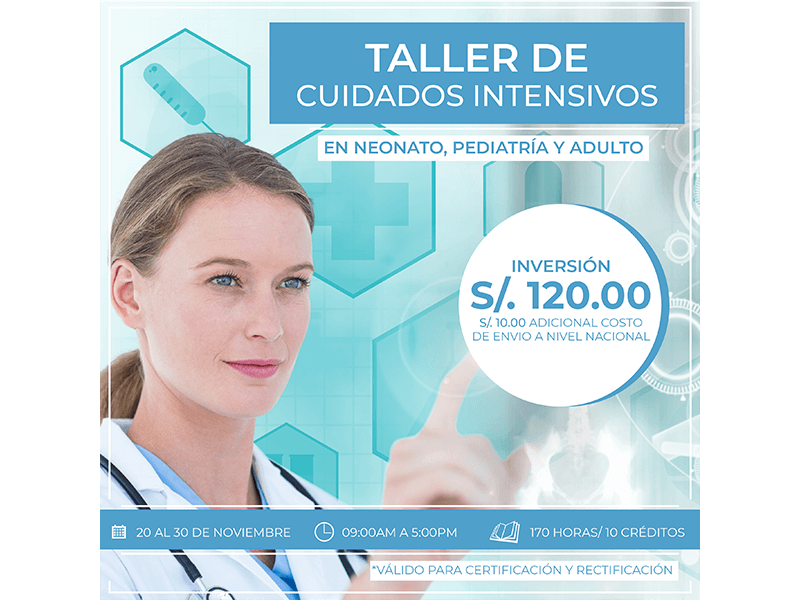 TALLER DE
CUIDADOS INTENSIVOS
EN NEONATO, PEDIATRÍA Y ADULTO
INVERSIÓN
S/. 120.00
S/. 10.00 ADICIONAL COSTO
DE ENVIO A NIVEL NACIONAL
20 AL 30 DE NOVIEMBRE
09:00AM A 5:00PM
170 HORAS/ 10 CRÉDITOS
*VÁLIDO PARA CERTIFICACIÓN Y RECTIFICACIÓN